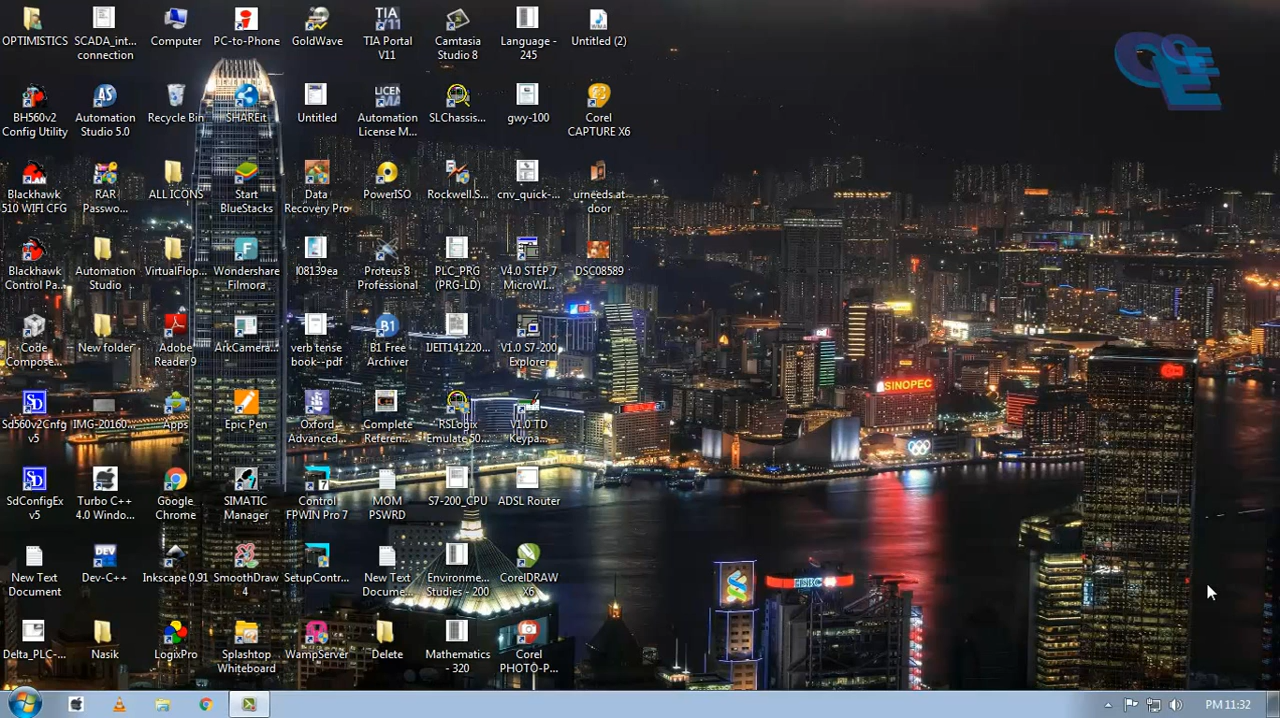 OPTIMISTICS
SCADA_int...
connection
Computer
PC-to-Phone
GoldWave
TIA Portal
V11
Camtasia
Studio 8
Language -
245
Untitled (2)
BH560v2
Config Utility
Automation
Studio 5.0
Recycle Bin
SHAREit
Untitled
Automation
License M...
SLChassis...
gwy-100
Corel
CAPTURE X6
Blackhawk
510 WIFI CFG
RAR
Passwo...
ALL ICONS
Start
BlueStacks
Data
Recovery Pro
PowerISO
Rockwell.S...
cnv_quick-...
urneeds.at.
door
Blackhawk
Control Pa...
Automation
Studio
VirtualFlop...
Wondershare
Filmora
l08139ea
Proteus 8
Professional
PLC_PRG
(PRG-LD)
V4.0 STEP 7
MicroWI...
DSC08589
Code
Compose...
New folder
Adobe
Reader 9
ArkCamera...
verb tense
book--pdf
B1 Free
Archiver
IJEIT141220...
V1.0 S7-200
Explorer
Sd560v2Cnfg
v5
IMG-20160...
Apps
Epic Pen
Oxford
Advanced...
Complete
Referen...
RSLogix
Emulate 50...
V1.0 TD
Keypa...
SdConfigEx
v5
Turbo C++
4.0 Windo...
Google
Chrome
SIMATIC
Manager
Control
FPWIN Pro 7
MOM
PSWRD
S7-200_CPU
ADSL Router
New Text
Document
Dev-C++
Inkscape 0.91
SmoothDraw
4
SetupContr...
New Text
Docume...
Environme...
Studies - 200
CorelDRAW
X6
Delta_PLC-...
Nasik
LogixPro
Splashtop
Whiteboard
WampServer
Delete
Mathematics
- 320
Corel
PHOTO-P...
SINOPEC
HSBC
OCE
PM 11:32